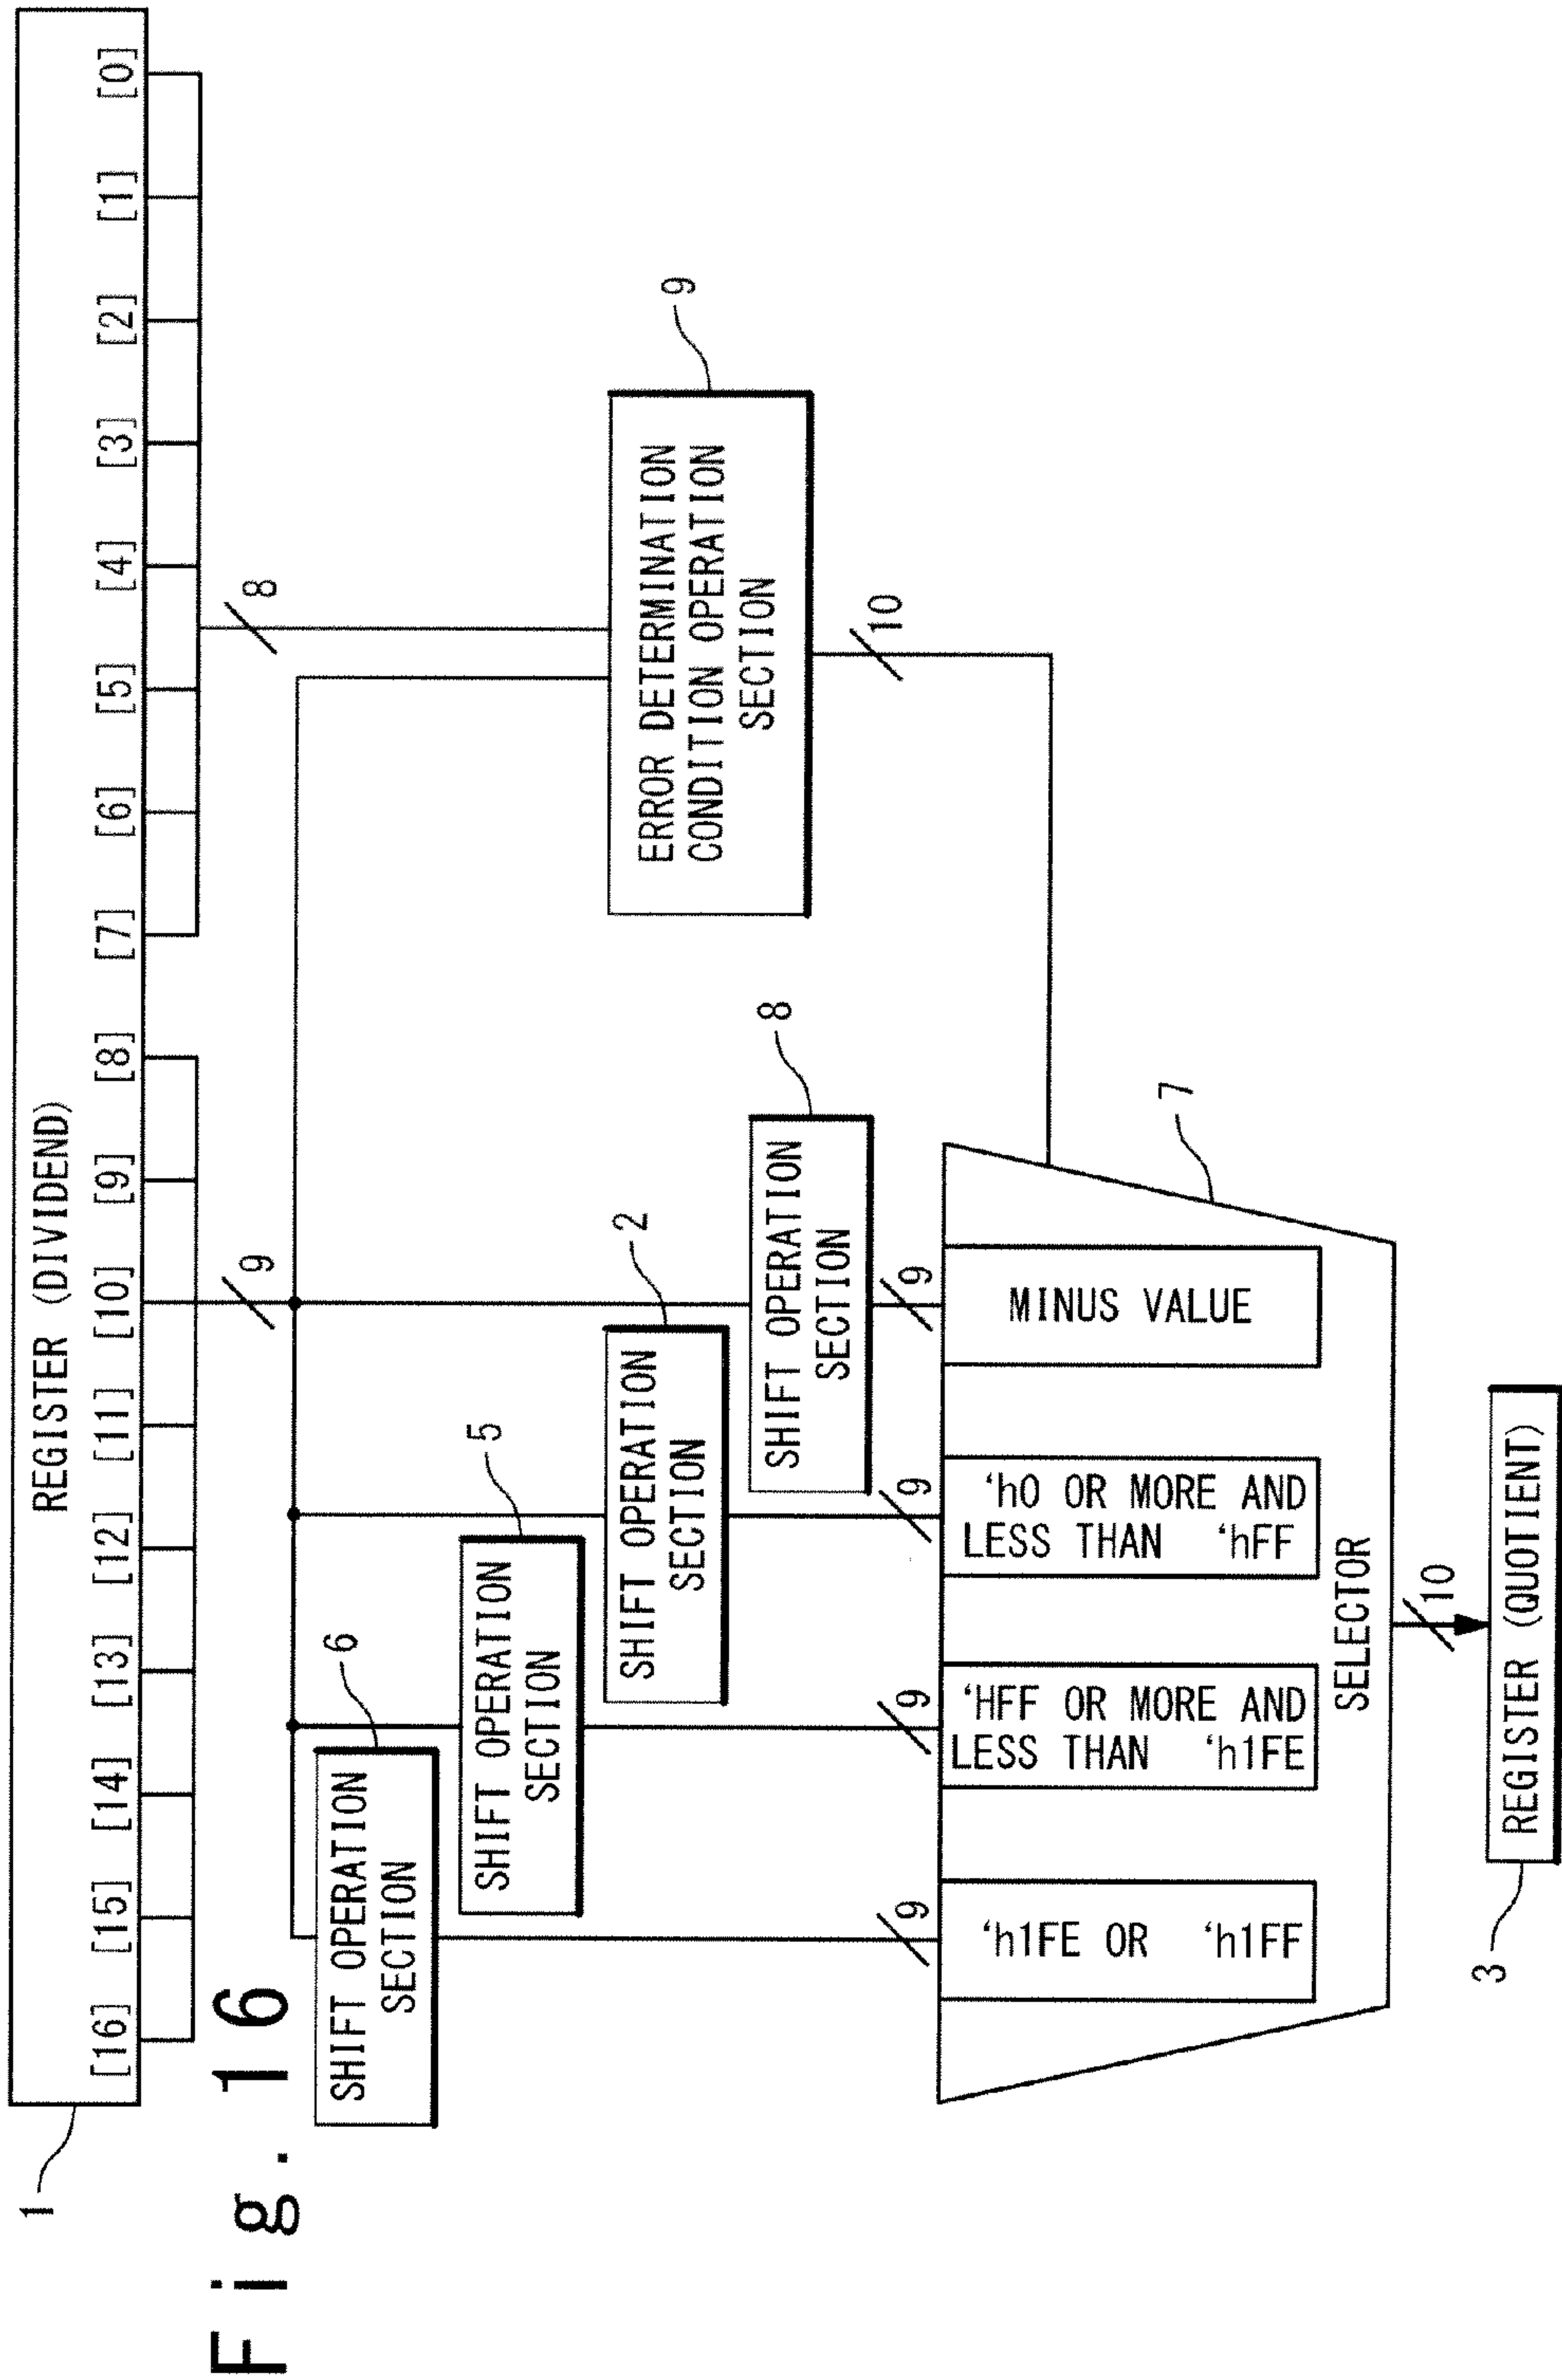 Fig. 16
1
REGISTER (DIVIDEND)
[16] [15] [14] [13] [12] [11] [10] [9] [8] [7] [6] [5] [4] [3] [2] [1] [0]
9
8
6
SHIFT OPERATION
SECTION
5
SHIFT OPERATION
SECTION
2
SHIFT OPERATION
SECTION
8
SHIFT OPERATION
SECTION
9
ERROR DETERMINATION
CONDITION OPERATION
SECTION
10
9
9
9
9
7
'h1FE OR 'h1FF
'HFF OR MORE AND
LESS THAN 'h1FE
'h0 OR MORE AND
LESS THAN 'hFF
MINUS VALUE
SELECTOR
10
3
REGISTER (QUOTIENT)